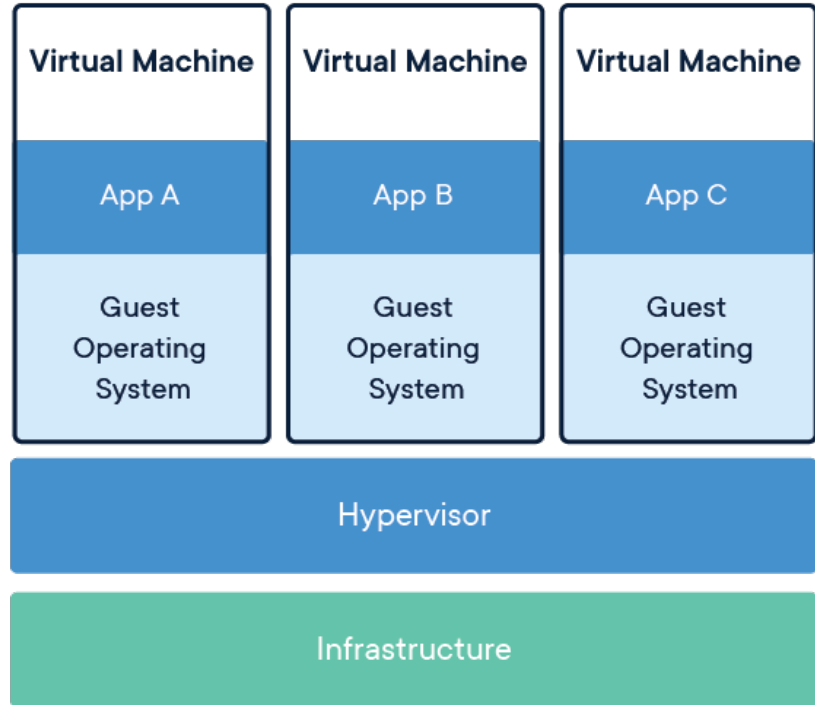 Virtual Machine
Virtual Machine
Virtual Machine
App A
App B
App C
Guest
Operating
System
Guest
Operating
System
Guest
Operating
System
Hypervisor
Infrastructure